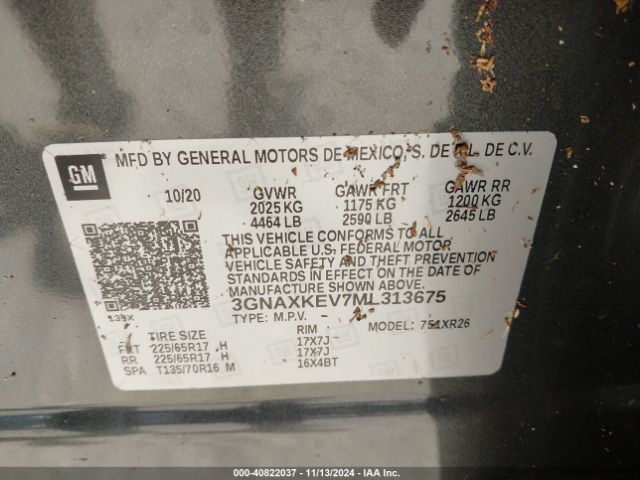 GM
MFD BY GENERAL MOTORS DE MEXICO, S. DE R.L. DE C.V.
10/20 GVWR GAWR FRT GAWR RR
2025 KG 1175 KG 1200 KG
4464 LB 2590 LB 2645 LB
THIS VEHICLE CONFORMS TO ALL
APPLICABLE U.S. FEDERAL MOTOR
VEHICLE SAFETY AND THEFT PREVENTION
STANDARDS IN EFFECT ON THE DATE OF
MANUFACTURE SHOWN ABOVE.
3GNAXKEV7ML313675
TYPE: M.P.V. MODEL: 751XR26
139X
TIRE SIZE RIM
FRT 225/65R17 H 17X7J
RR 225/65R17 H 17X7J
SPA T135/70R16 M 16X4BT
000-40822037 - 11/13/2024 - IAA Inc.